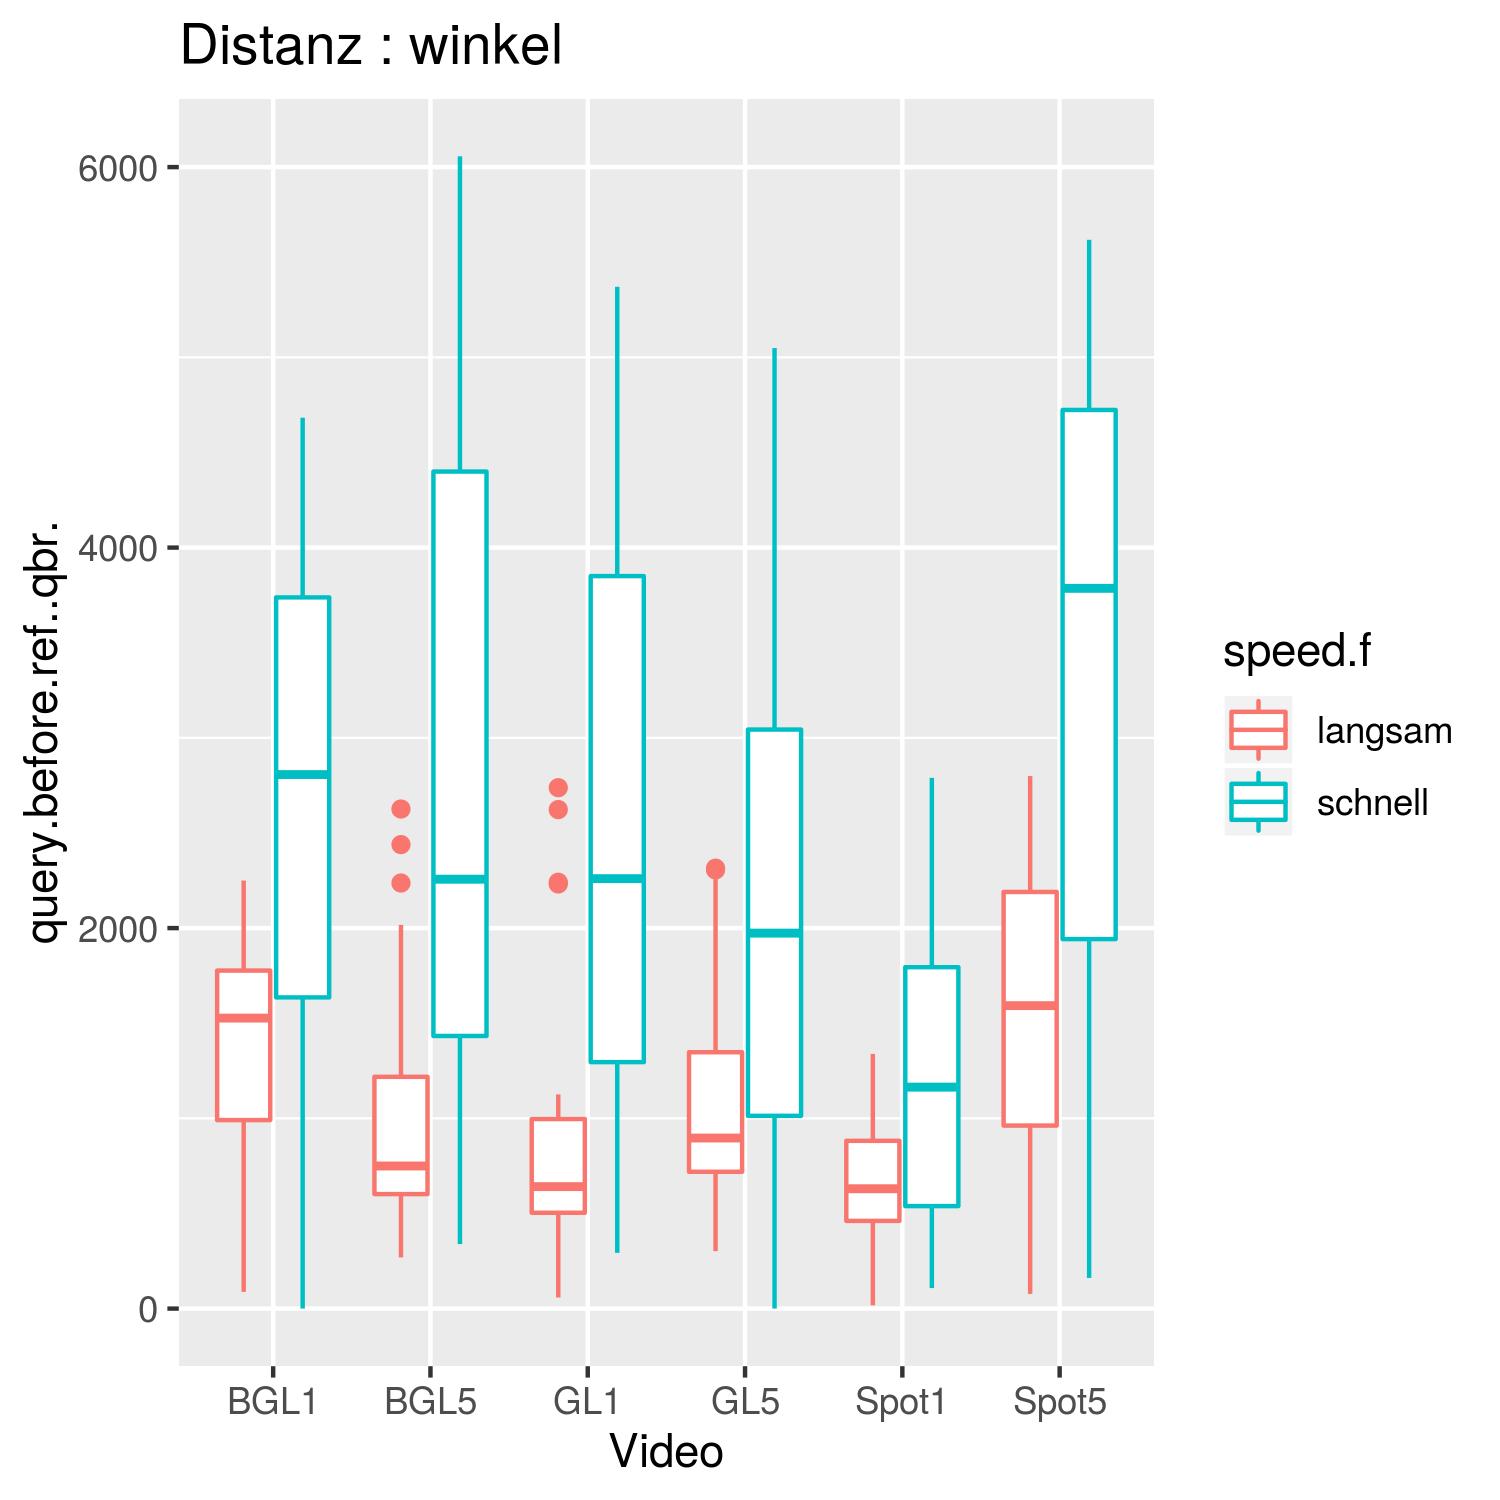 Distanz : winkel
6000
4000
2000
0
query.before.ref..qbr.
BGL1 BGL5 GL1 GL5 Spot1 Spot5
Video
speed.f
langsam
schnell